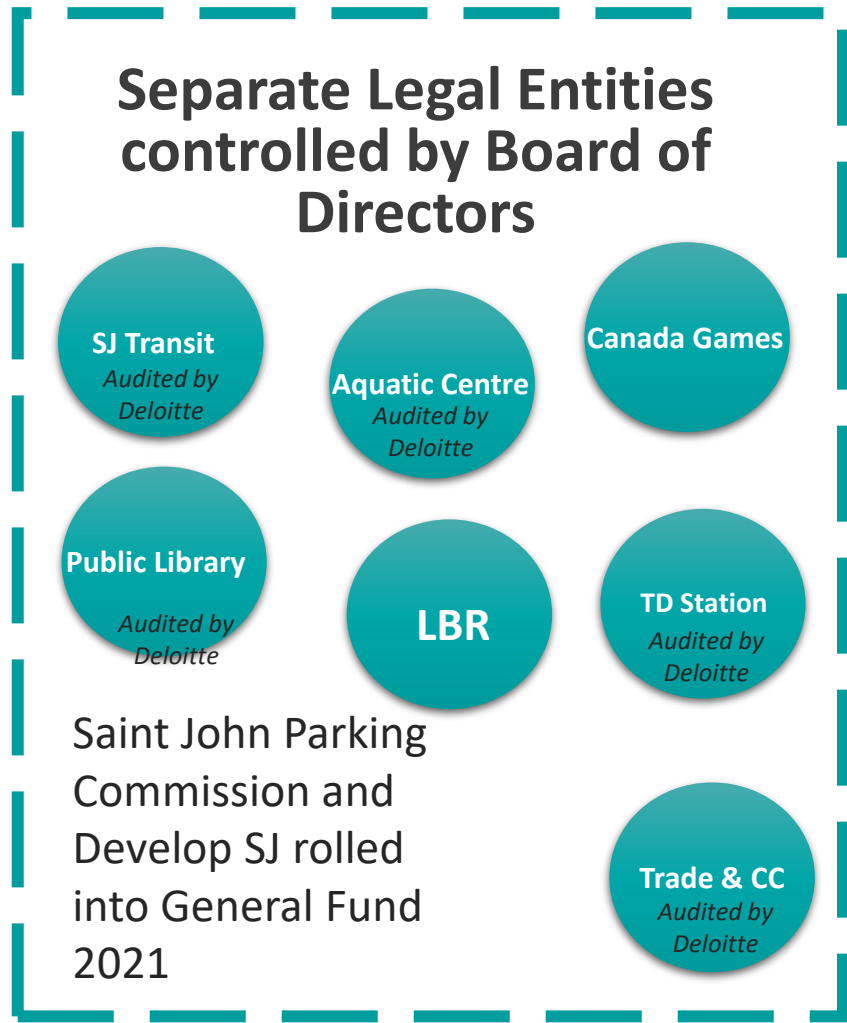 Separate Legal Entities
controlled by Board of
Directors
SJ Transit
Audited by
Deloitte
Aquatic Centre
Audited by
Deloitte
Canada Games
Public Library
Audited by
Deloitte
LBR
TD Station
Audited by
Deloitte
Saint John Parking
Commission and
Develop SJ rolled
into General Fund
2021
Trade & CC
Audited by
Deloitte